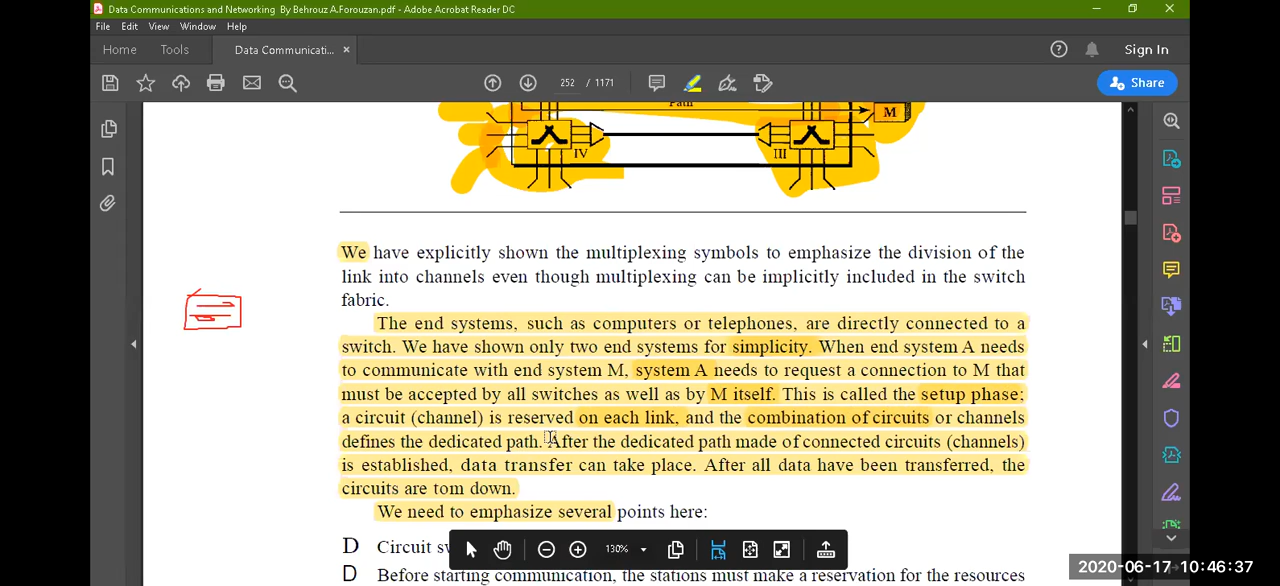 Data Communications and Networking By Behrouz A.Forouzan.pdf - Adobe Acrobat Reader DC
File Edit View Window Help
Home Tools Data Communicati... × Sign In
252 / 1171 Share
Path
M
IV III
We have explicitly shown the multiplexing symbols to emphasize the division of the
link into channels even though multiplexing can be implicitly included in the switch
fabric.
The end systems, such as computers or telephones, are directly connected to a
switch. We have shown only two end systems for simplicity. When end system A needs
to communicate with end system M, system A needs to request a connection to M that
must be accepted by all switches as well as by M itself. This is called the setup phase;
a circuit (channel) is reserved on each link, and the combination of circuits or channels
defines the dedicated path. After the dedicated path made of connected circuits (channels)
is established, data transfer can take place. After all data have been transferred, the
circuits are tom down.
We need to emphasize several points here:
D Circuit sw
130%
D Before starting communication, the stations must make a reservation for the resources
2020-06-17 10:46:37